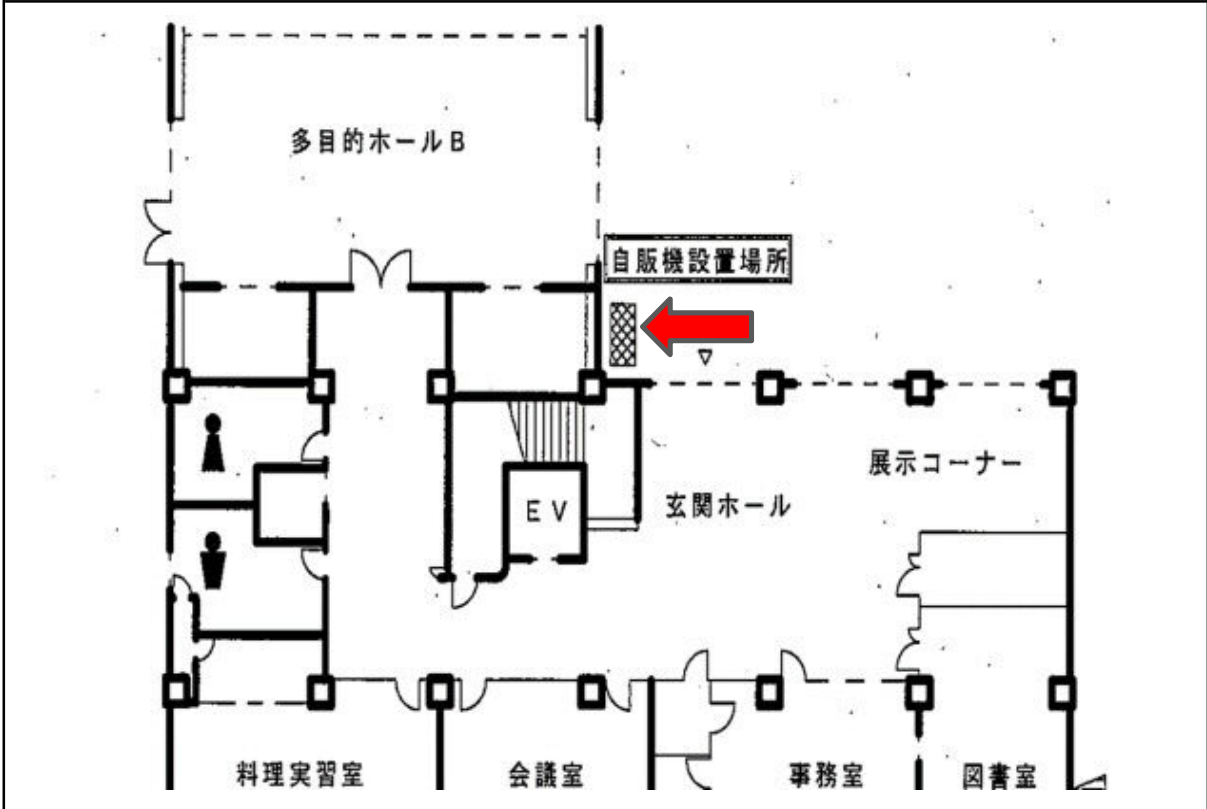 多目的ホールB
自販機設置場所
展示コーナー
玄関ホール
EV
料理実習室
会議室
事務室
図書室